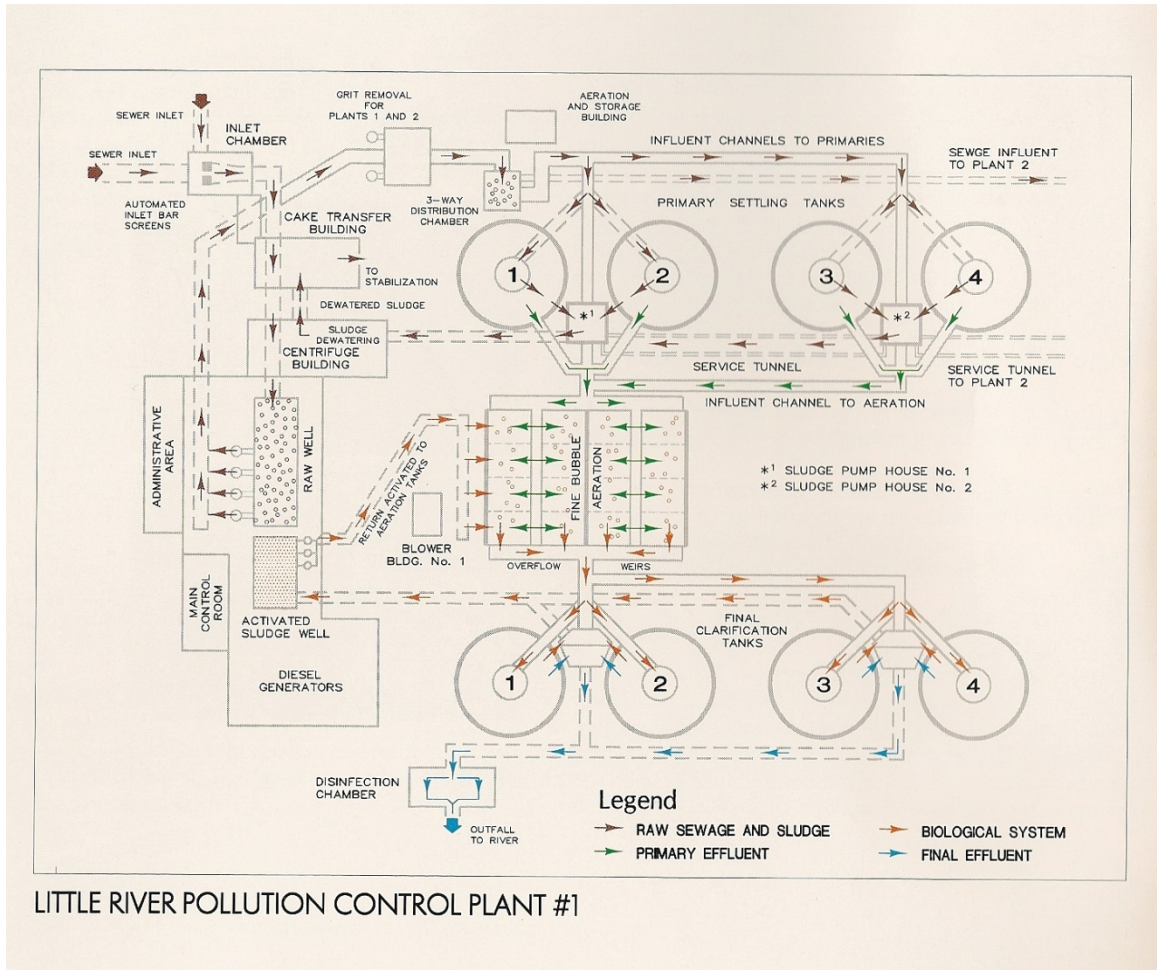 SEWER INLET
SEWER INLET
INLET
CHAMBER
AUTOMATED
INLET BAR
SCREENS
GRIT REMOVAL
FOR
PLANTS 1 AND 2
AERATION
AND STORAGE
BUILDING
3-WAY
DISTRIBUTION
CHAMBER
INFLUENT CHANNELS TO PRIMARIES
SEWGE INFLUENT
TO PLANT 2
PRIMARY SETTLING TANKS
CAKE TRANSFER
BUILDING
TO
STABILIZATION
DEWATERED SLUDGE
SLUDGE
DEWATERING
CENTRIFUGE
BUILDING
1
2
3
4
*1
*2
SERVICE TUNNEL
SERVICE TUNNEL
TO PLANT 2
INFLUENT CHANNEL TO AERATION
ADMINISTRATIVE
AREA
RAW WELL
RETURN ACTIVATED TO
AERATION TANKS
BLOWER
BLDG. No. 1
FINE BUBBLE
AERATION
*1 SLUDGE PUMP HOUSE No. 1
*2 SLUDGE PUMP HOUSE No. 2
OVERFLOW
WEIRS
MAIN
CONTROL
ROOM
ACTIVATED
SLUDGE WELL
DIESEL
GENERATORS
FINAL
CLARIFICATION
TANKS
1
2
3
4
DISINFECTION
CHAMBER
OUTFALL
TO RIVER
Legend
RAW SEWAGE AND SLUDGE
PRIMARY EFFLUENT
BIOLOGICAL SYSTEM
FINAL EFFLUENT
LITTLE RIVER POLLUTION CONTROL PLANT #1